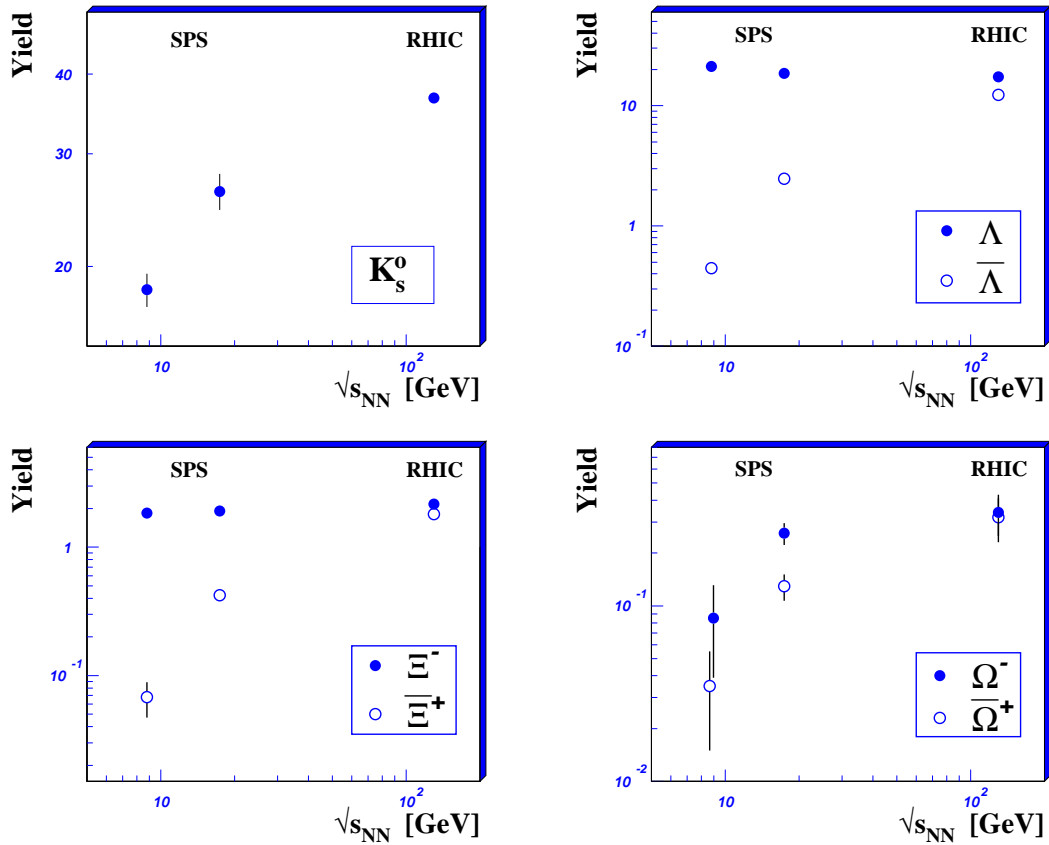 Yield
SPS RHIC
40
30
20
K⁰ₛ
10 10²
√sNN [GeV]
Yield
SPS RHIC
10
1
10⁻¹
Λ
Λ̅
10 10²
√sNN [GeV]
Yield
SPS RHIC
1
10⁻¹
Ξ⁻
Ξ̅⁺
10 10²
√sNN [GeV]
Yield
SPS RHIC
10⁻¹
10⁻²
Ω⁻
Ω̅⁺
10 10²
√sNN [GeV]